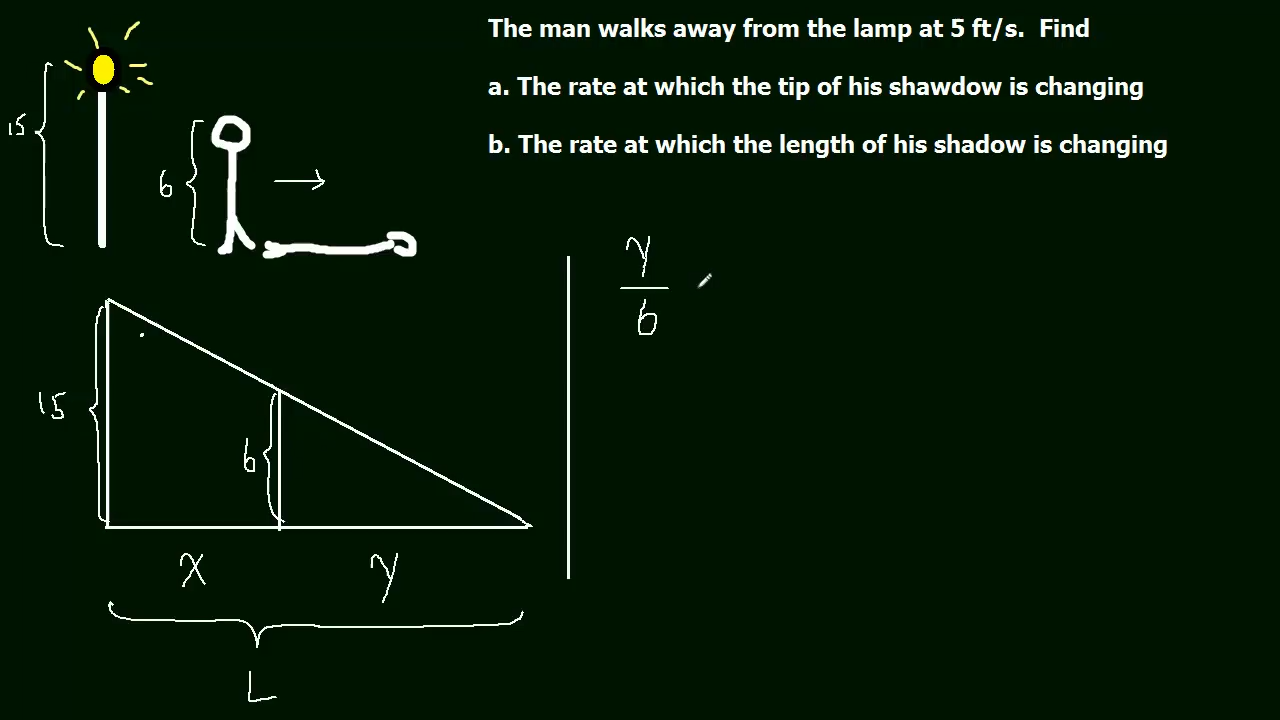 The man walks away from the lamp at 5 ft/s.  Find
a. The rate at which the tip of his shawdow is changing
b. The rate at which the length of his shadow is changing
15
6
y
6
15
6
x
y
L